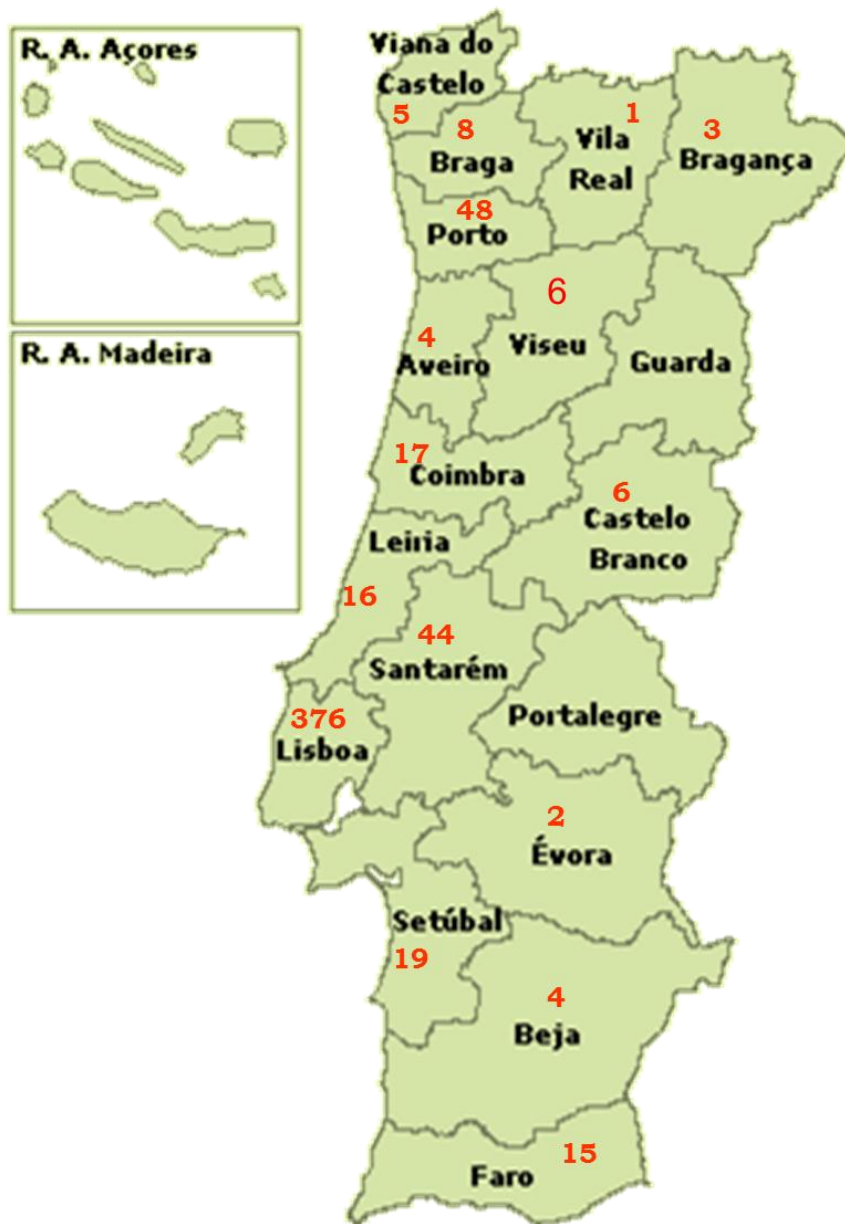 R. A. Açores
Viana do
Castelo
5
8
Braga
1
Vila
Real
3
Bragança
48
Porto
6
Viseu
4
Aveiro
Guarda
R. A. Madeira
17
Coimbra
6
Castelo
Branco
Leiria
16
44
Santarém
376
Lisboa
Portalegre
2
Évora
Setúbal
19
4
Beja
15
Faro